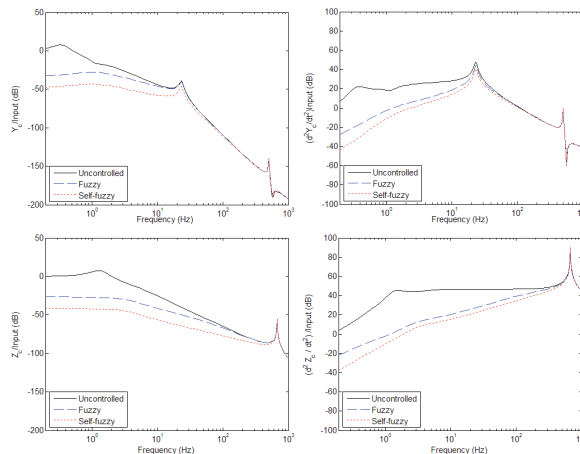 50
0
-50
-100
-150
-200
Y_c/Input (dB)
Uncontrolled
Fuzzy
Self-fuzzy
10^0
10^1
10^2
10^3
Frequency (Hz)
100
80
60
40
20
0
-20
-40
-60
-80
-100
(d^2Y_c/dt^2)/Input (dB)
Uncontrolled
Fuzzy
Self-fuzzy
10^0
10^1
10^2
Frequency (Hz)
50
0
-50
-100
-150
-200
Z_c/Input (dB)
Uncontrolled
Fuzzy
Self-fuzzy
10^0
10^1
10^2
10^3
Frequency (Hz)
100
80
60
40
20
0
-20
-40
-60
-80
-100
(d^2 Z_c / dt^2) /Input (dB)
Uncontrolled
Fuzzy
Self-fuzzy
10^0
10^1
10^2
Frequency (Hz)